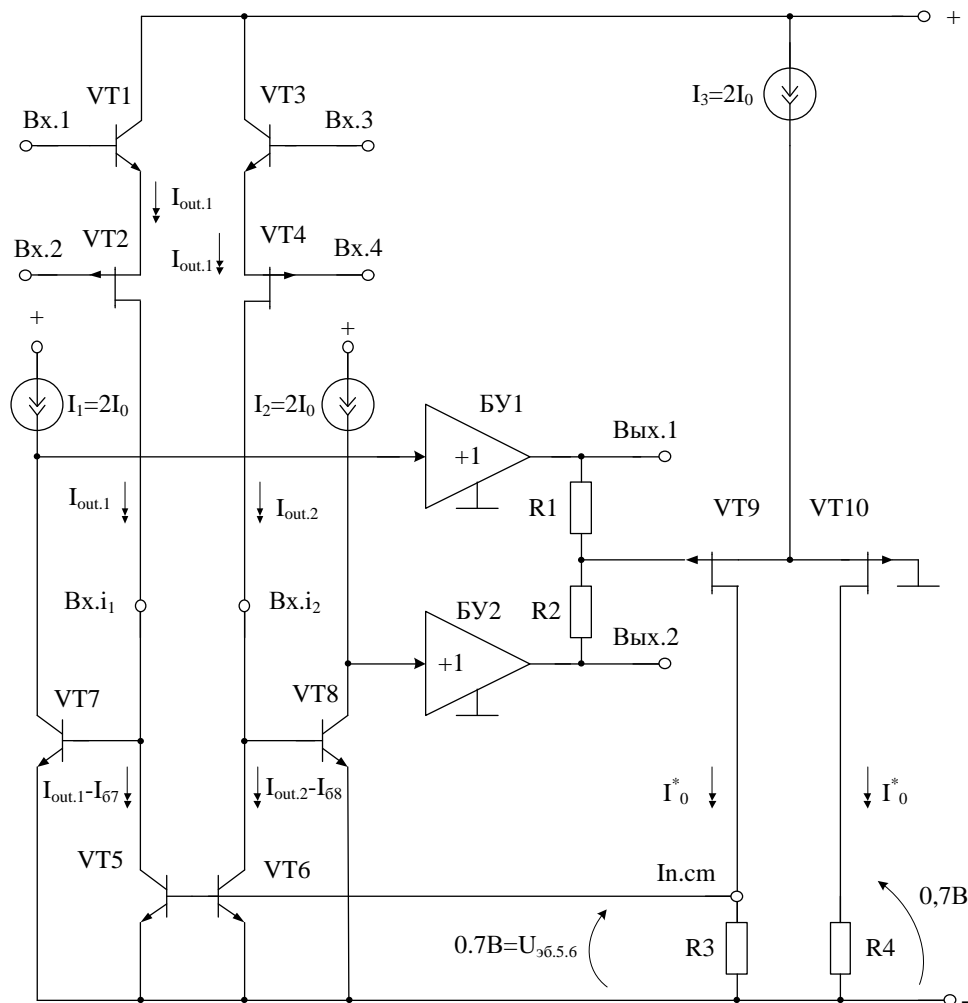 +
VT1
VT3
I₃=2I₀
Вх.1
Вх.3
Iout.1
VT2
VT4
Вх.2
Iout.1
Вх.4
+
+
I₁=2I₀
I₂=2I₀
БУ1
Вых.1
+1
Iout.1
Iout.2
R1
VT9
VT10
Вх.i₁
Вх.i₂
БУ2
R2
Вых.2
+1
VT7
VT8
Iout.1-Iб7
Iout.2-Iб8
I*₀
I*₀
VT5
VT6
In.cm
0,7В
0.7В=Uэб.5.6
R3
R4
-